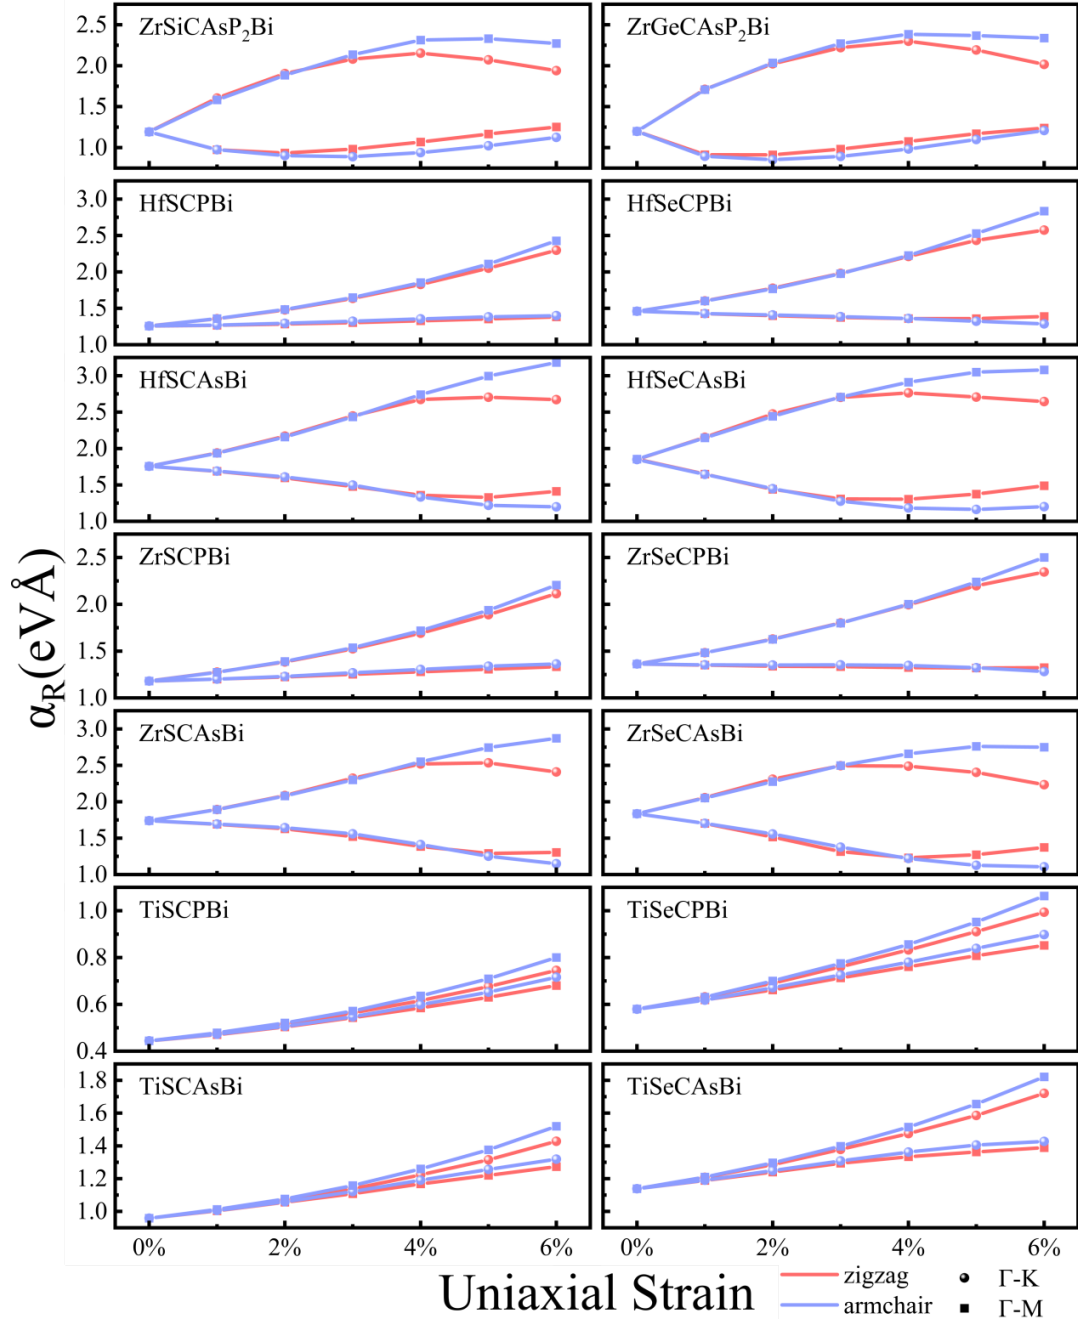 ZrSiCAsP₂Bi
2.5
2.0
1.5
1.0
ZrGeCAsP₂Bi
HfSCPBi
3.0
2.5
2.0
1.5
1.0
HfSeCPBi
HfSCAsBi
3.0
2.5
2.0
1.5
1.0
HfSeCAsBi
αR(eVÅ)
ZrSCPBi
2.5
2.0
1.5
1.0
ZrSeCPBi
ZrSCAsBi
3.0
2.5
2.0
1.5
1.0
ZrSeCAsBi
TiSCPBi
1.0
0.8
0.6
0.4
TiSeCPBi
TiSCAsBi
1.8
1.6
1.4
1.2
1.0
TiSeCAsBi
0% 2% 4% 6% 0% 2% 4% 6%
Uniaxial Strain
zigzag Γ-K
armchair Γ-M